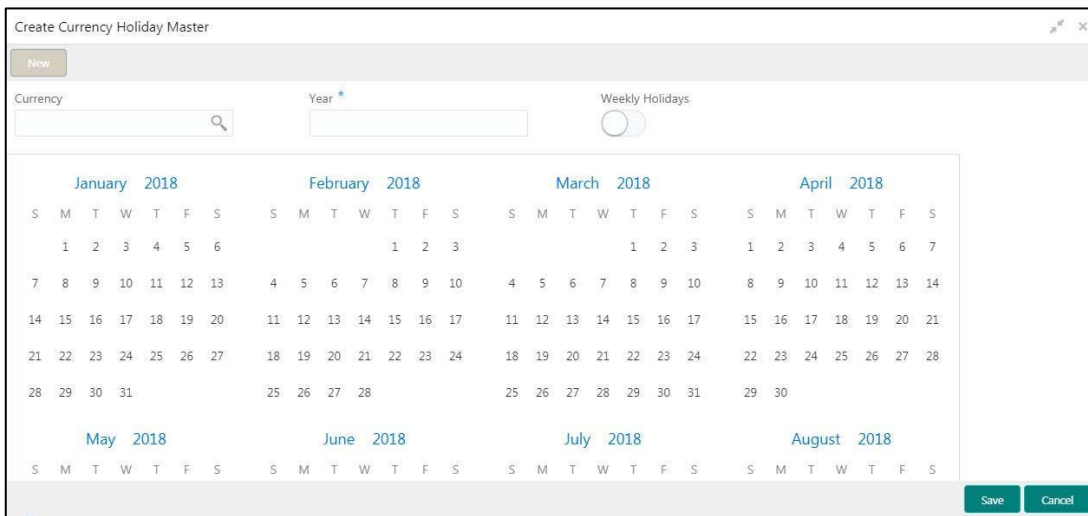 Create Currency Holiday Master
New
Currency Year * Weekly Holidays
January 2018 February 2018 March 2018 April 2018
S M T W T F S S M T W T F S S M T W T F S S M T W T F S
1 2 3 4 5 6 1 2 3 1 2 3 1 2 3 4 5 6 7
7 8 9 10 11 12 13 4 5 6 7 8 9 10 4 5 6 7 8 9 10 8 9 10 11 12 13 14
14 15 16 17 18 19 20 11 12 13 14 15 16 17 11 12 13 14 15 16 17 15 16 17 18 19 20 21
21 22 23 24 25 26 27 18 19 20 21 22 23 24 18 19 20 21 22 23 24 22 23 24 25 26 27 28
28 29 30 31 25 26 27 28 25 26 27 28 29 30 31 29 30
May 2018 June 2018 July 2018 August 2018
S M T W T F S S M T W T F S S M T W T F S S M T W T F S
Save Cancel